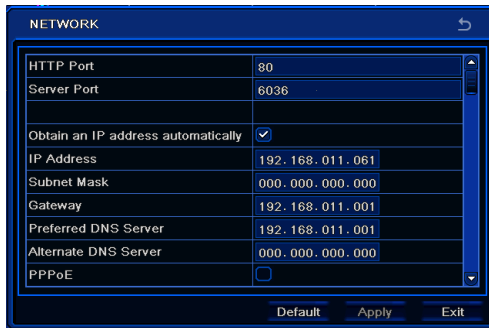 NETWORK
HTTP Port 80
Server Port 6036
Obtain an IP address automatically
IP Address 192.168.011.061
Subnet Mask 000.000.000.000
Gateway 192.168.011.001
Preferred DNS Server 192.168.011.001
Alternate DNS Server 000.000.000.000
PPPoE
Default Apply Exit